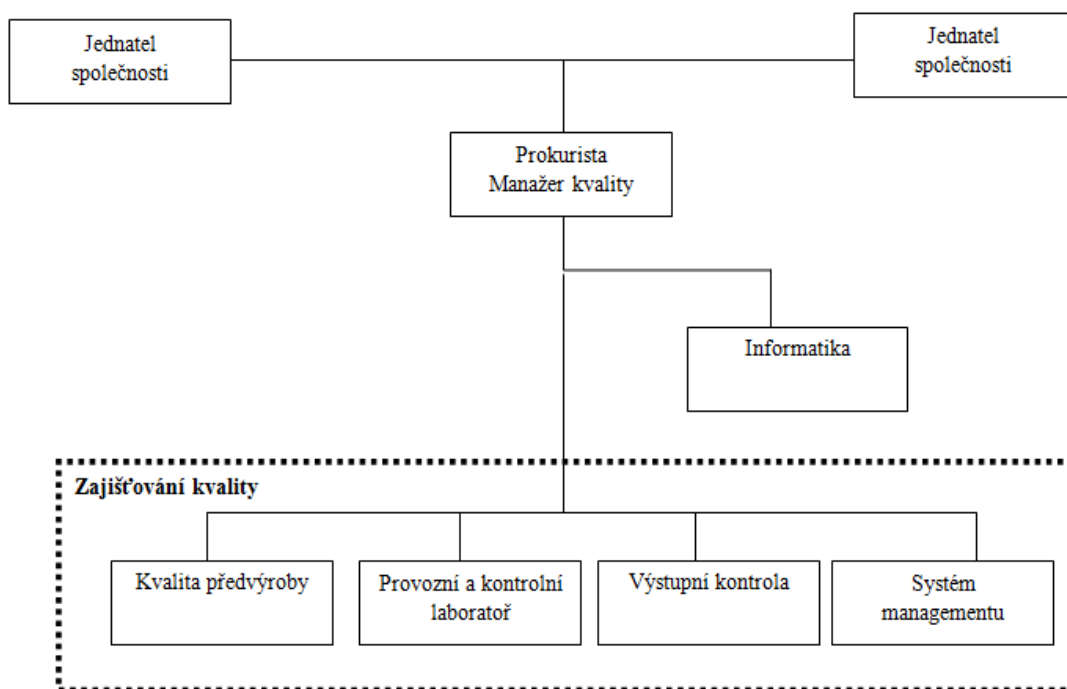 Jednatel
společnosti
Jednatel
společnosti
Prokurista
Manažer kvality
Informatika
Zajišťování kvality
Kvalita předvýroby
Provozní a kontrolní
laboratoř
Výstupní kontrola
Systém
managementu